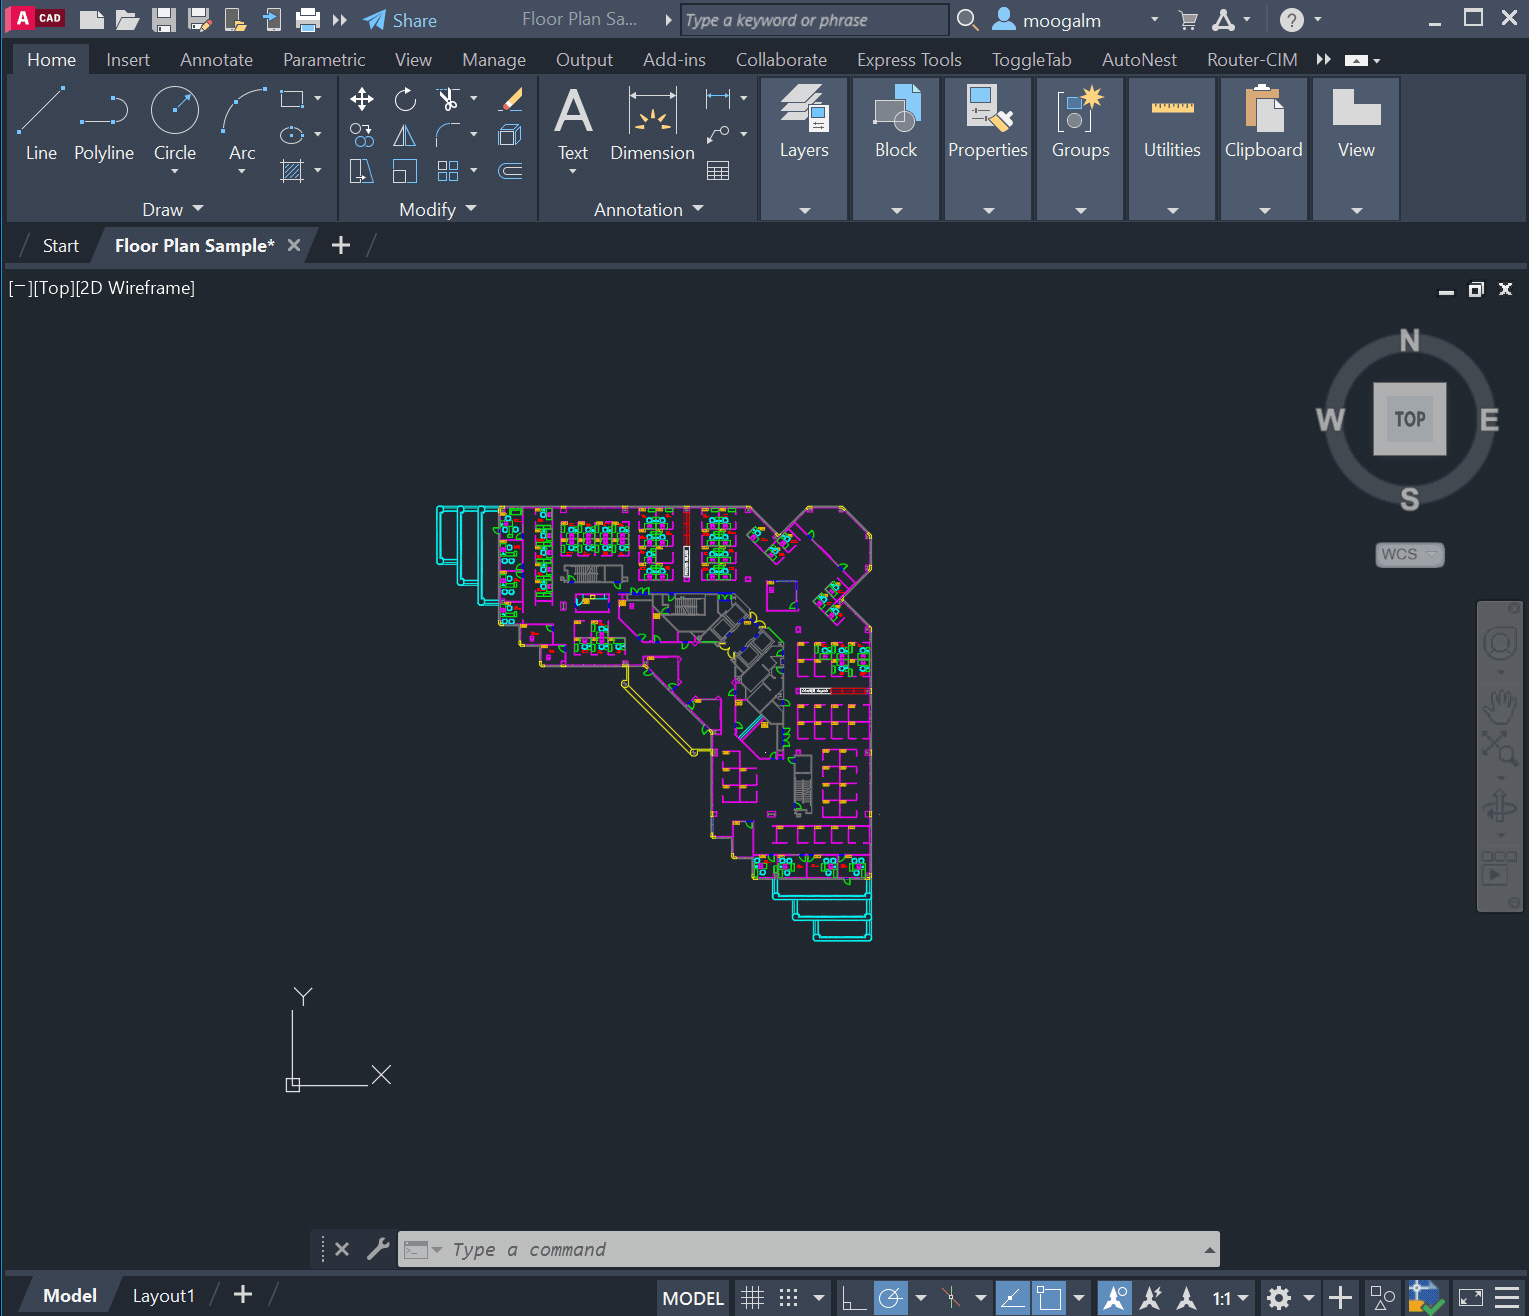 A CAD Share Floor Plan Sa... Type a keyword or phrase moogalm ?
Home Insert Annotate Parametric View Manage Output Add-ins Collaborate Express Tools ToggleTab AutoNest Router-CIM
A
Line Polyline Circle Arc Text Dimension Layers Block Properties Groups Utilities Clipboard View
Draw Modify Annotation
Start Floor Plan Sample*
[−][Top][2D Wireframe]
N
W TOP E
S
WCS
Y
X
Type a command
Model Layout1 MODEL 1:1